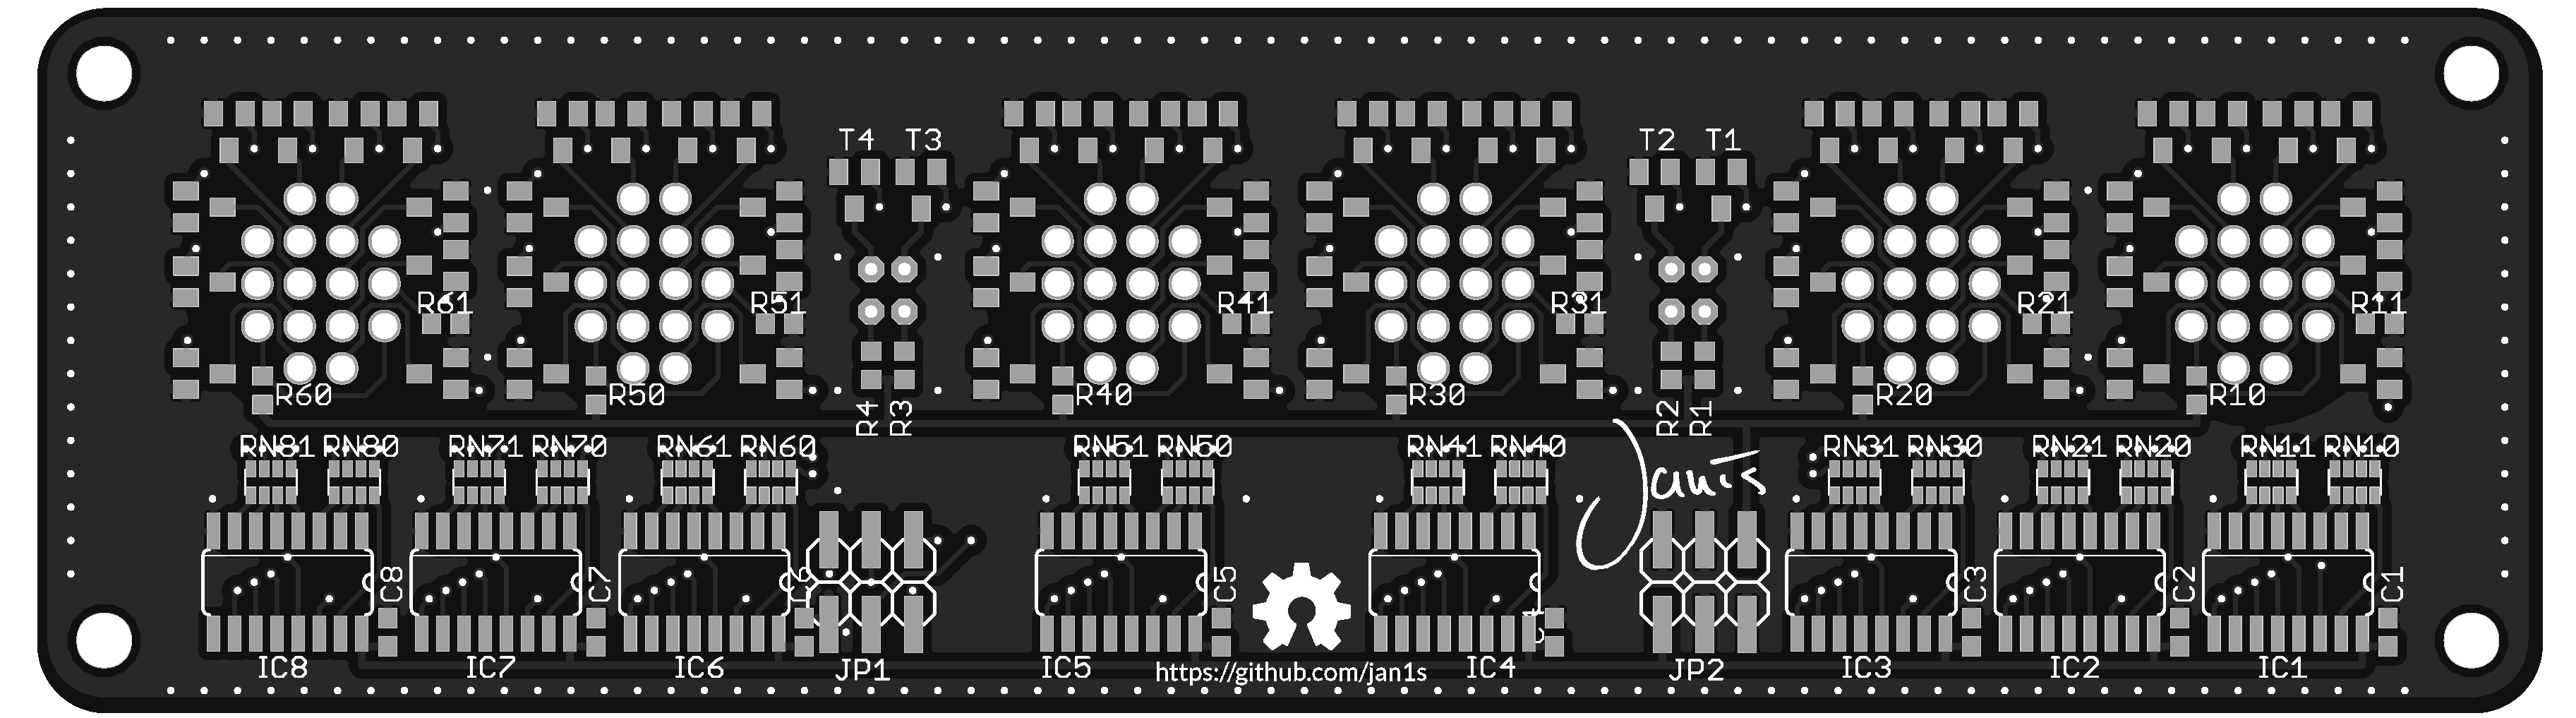 T4 T3 T2 T1
R61 R51 R41 R31 R21 R11
R60 R50 R40 R30 R20 R10
R4 R3 R2 R1
RN81 RN80 RN71 RN70 RN61 RN60 RN51 RN50 RN41 RN40 RN31 RN30 RN21 RN20 RN11 RN10
Janis
C8 C7 C6 C5 C4 C3 C2 C1
IC8 IC7 IC6 JP1 IC5 https://github.com/jan1s IC4 JP2 IC3 IC2 IC1